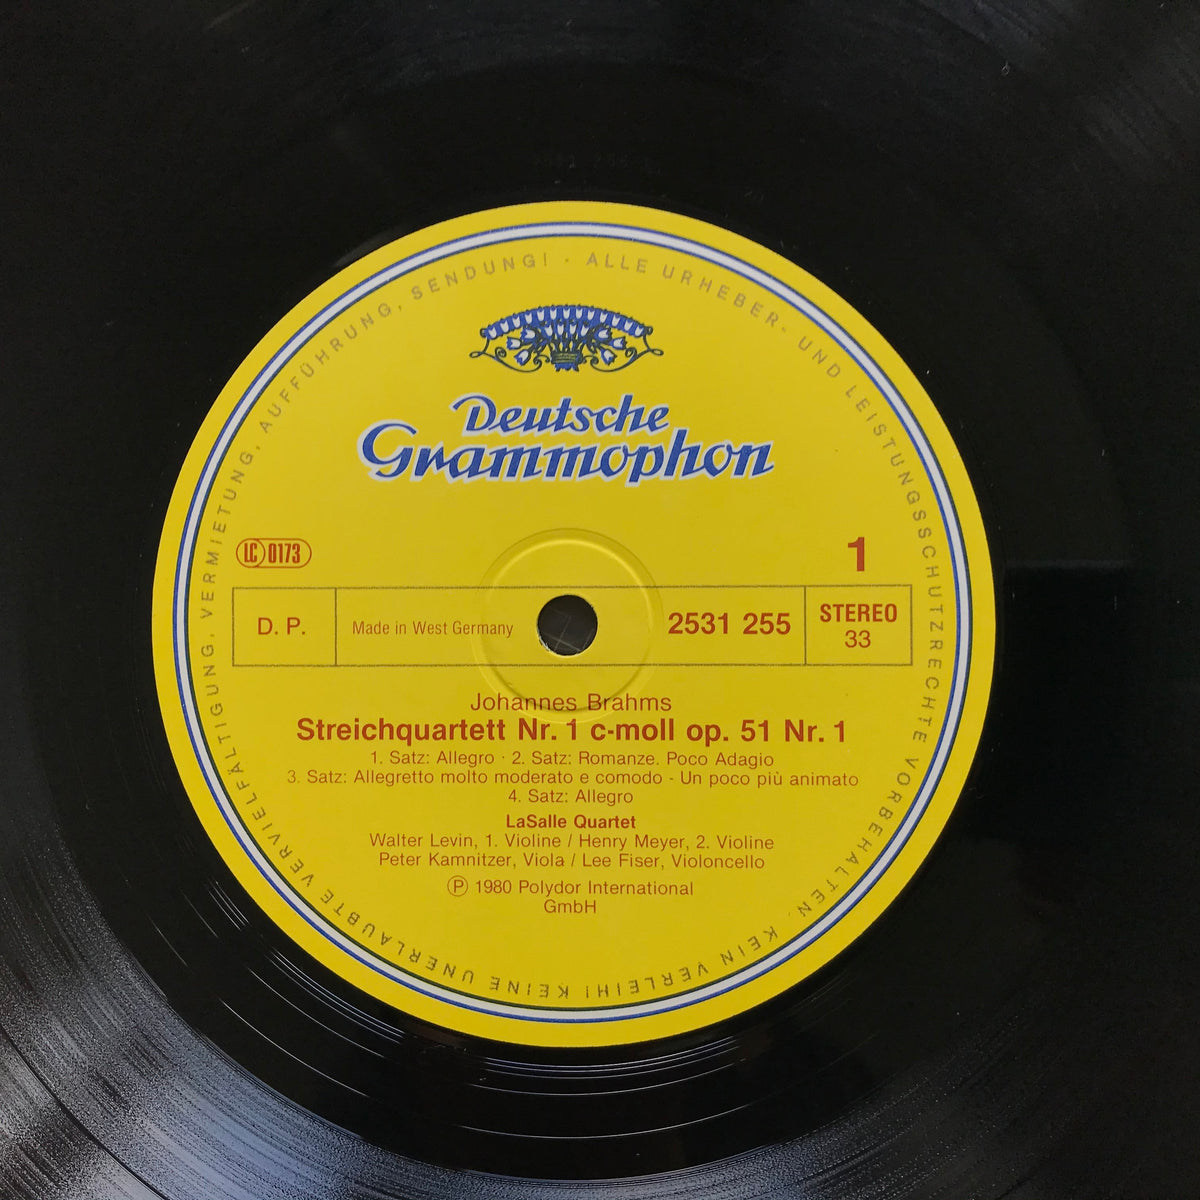 ALLE URHEBER- UND LEISTUNGSSCHUTZRECHTE VORBEHALTEN. KEIN VERLEIH! KEINE UNERLAUBTE VERVIELFÄLTIGUNG, VERMIETUNG, AUFFÜHRUNG, SENDUNG! ·
Deutsche
Grammophon
LC 0173
1
D. P.
Made in West Germany
2531 255
STEREO
33
Johannes Brahms
Streichquartett Nr. 1 c-moll op. 51 Nr. 1
1. Satz: Allegro · 2. Satz: Romanze. Poco Adagio
3. Satz: Allegretto molto moderato e comodo - Un poco più animato
4. Satz: Allegro
LaSalle Quartet
Walter Levin, 1. Violine / Henry Meyer, 2. Violine
Peter Kamnitzer, Viola / Lee Fiser, Violoncello
Ⓟ 1980 Polydor International
GmbH